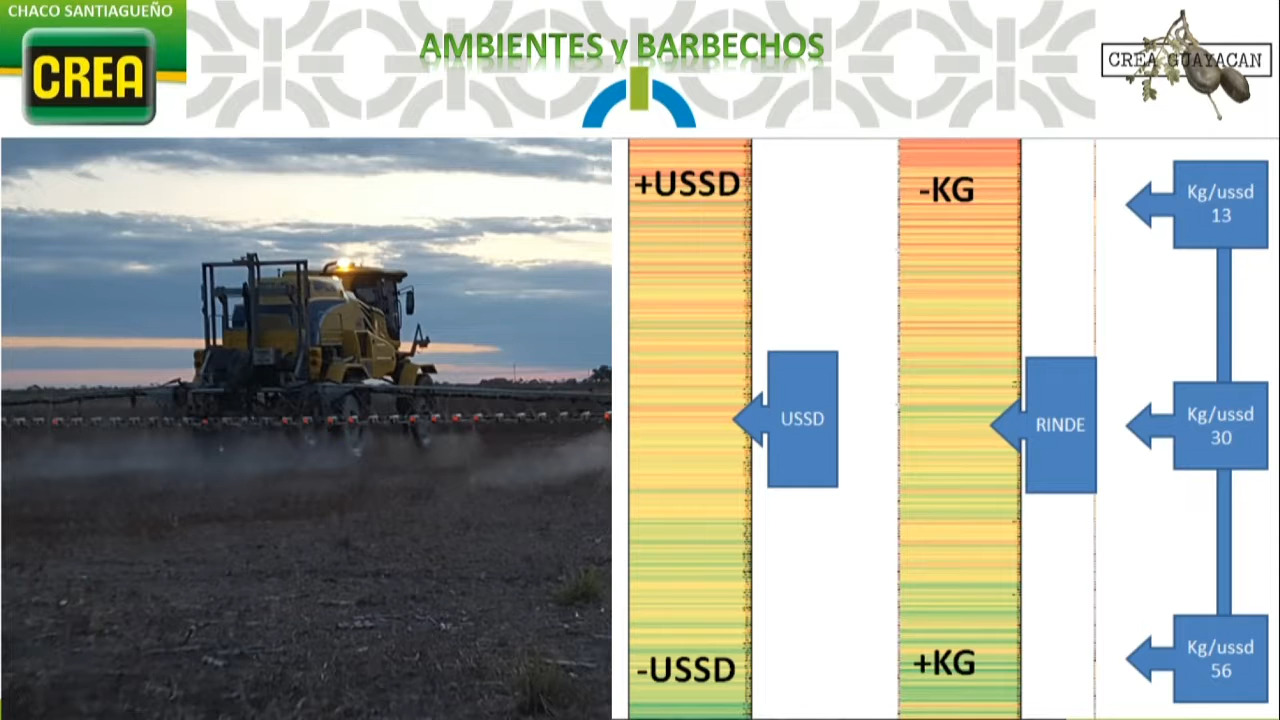 CHACO SANTIAGUEÑO
CREA
AMBIENTES y BARBECHOS
CREA GUAYACAN
+USSD
-KG
Kg/ussd
13
USSD
RINDE
Kg/ussd
30
-USSD
+KG
Kg/ussd
56